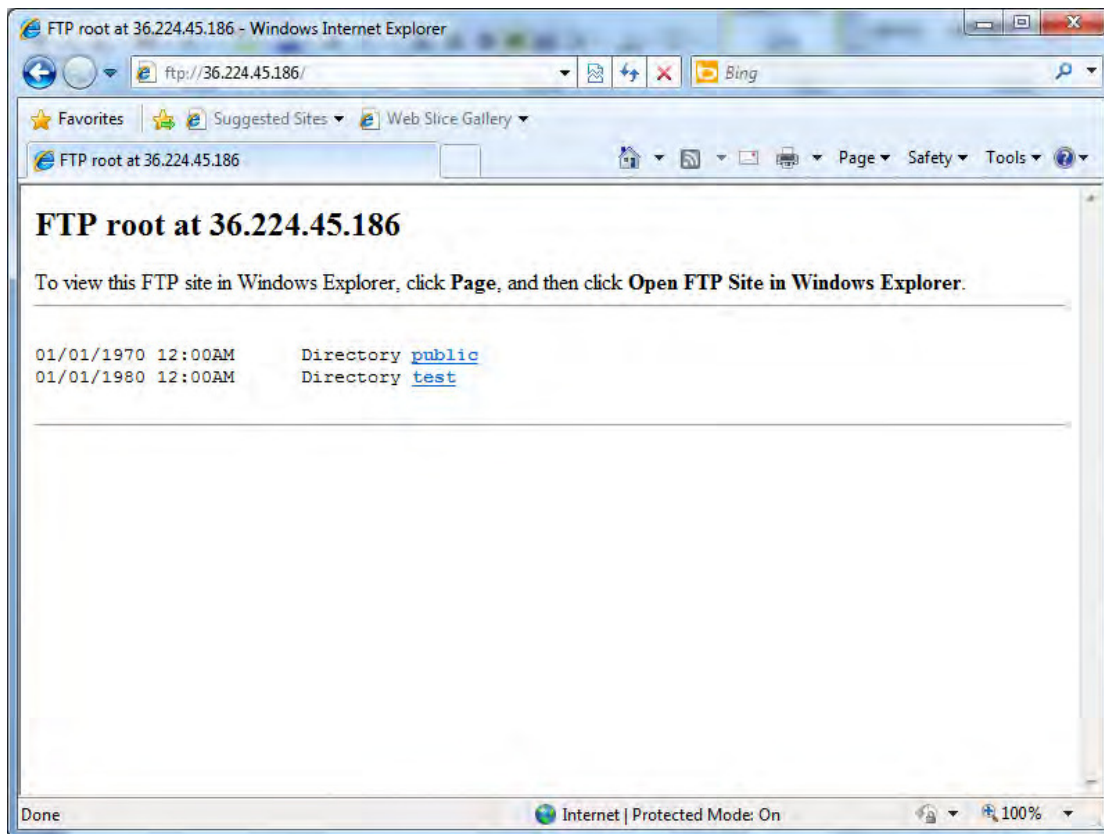 FTP root at 36.224.45.186 - Windows Internet Explorer
ftp://36.224.45.186/ Bing
Favorites Suggested Sites Web Slice Gallery
FTP root at 36.224.45.186 Page Safety Tools
FTP root at 36.224.45.186
To view this FTP site in Windows Explorer, click Page, and then click Open FTP Site in Windows Explorer.
01/01/1970 12:00AM Directory public
01/01/1980 12:00AM Directory test
Done Internet | Protected Mode: On 100%